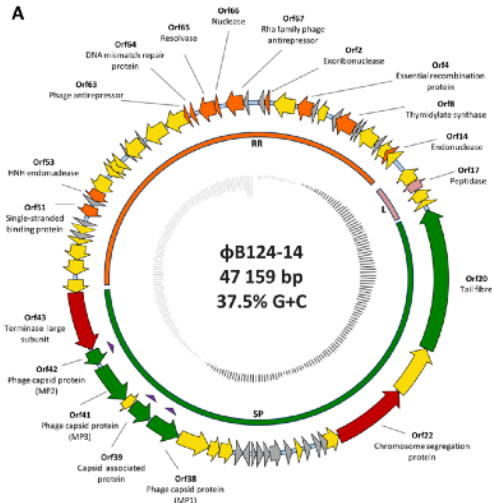 A
Orf66
Nuclease
Orf67
Rha family phage
antirepressor
Orf65
Resolvase
Orf2
Exoribonuclease
Orf64
DNA mismatch repair
protein
Orf4
Essential recombination
protein
Orf63
Phage antirepressor
Orf8
Thymidylate synthase
Orf14
Endonuclease
Orf53
HNH endonuclease
Orf17
Peptidase
Orf51
Single-stranded
binding protein
RR
L
ϕB124-14
47 159 bp
37.5% G+C
Orf20
Tail fibre
Orf43
Terminase large
subunit
Orf42
Phage capsid protein
(MP2)
Orf41
Phage capsid protein
(MP3)
SP
Orf39
Capsid associated
protein
Orf38
Phage capsid protein
(MP1)
Orf22
Chromosome segregation
protein